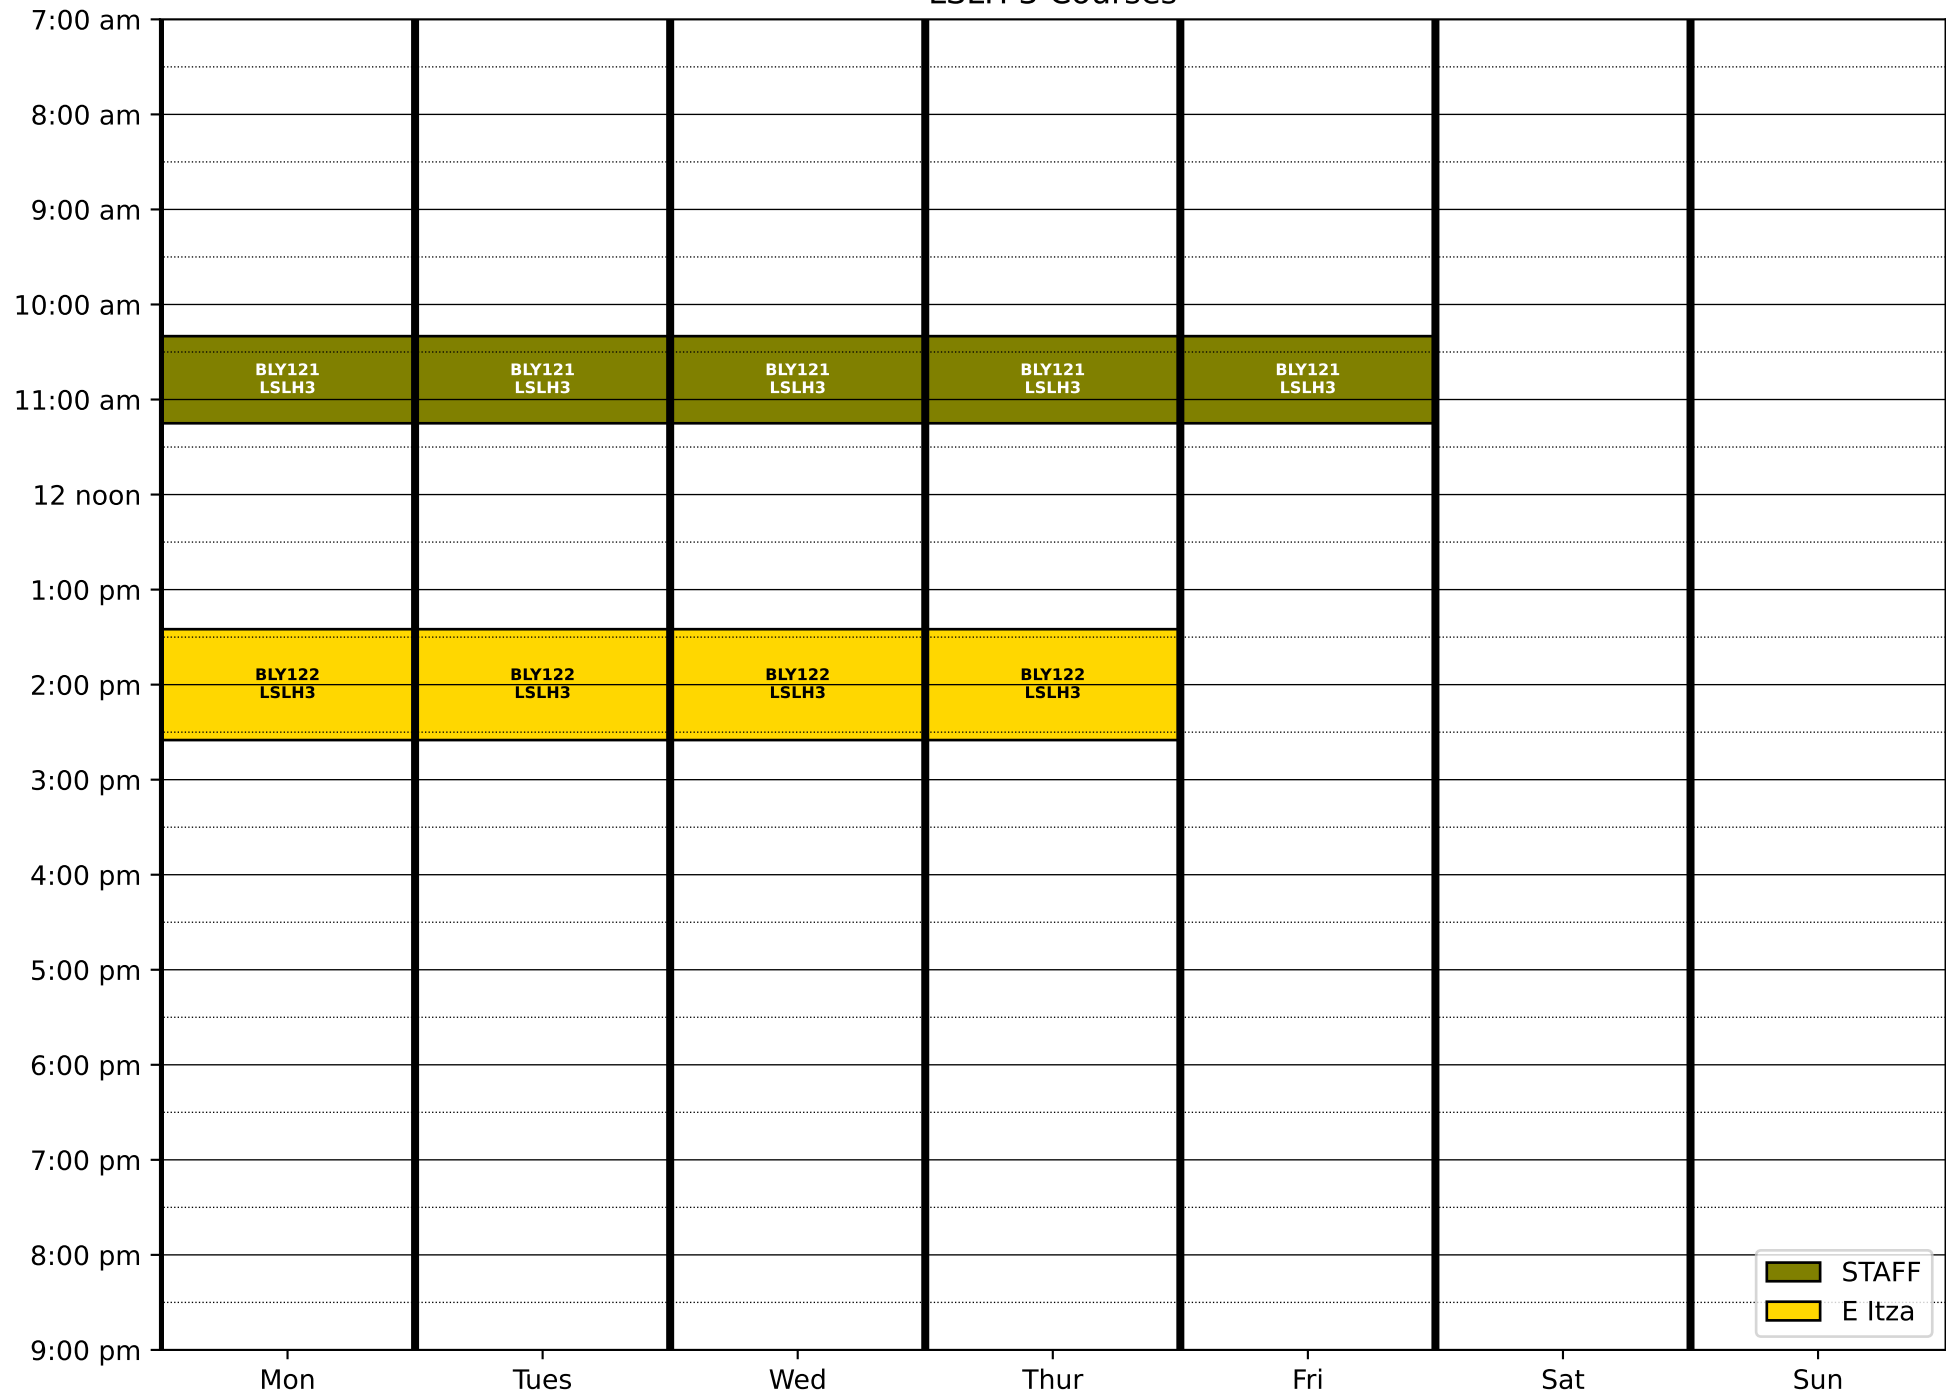 LSLH 3 Courses
7:00 am
8:00 am
9:00 am
10:00 am
11:00 am
12 noon
1:00 pm
2:00 pm
3:00 pm
4:00 pm
5:00 pm
6:00 pm
7:00 pm
8:00 pm
9:00 pm
BLY121
LSLH3
BLY121
LSLH3
BLY121
LSLH3
BLY121
LSLH3
BLY121
LSLH3
BLY122
LSLH3
BLY122
LSLH3
BLY122
LSLH3
BLY122
LSLH3
STAFF
E Itza
Mon
Tues
Wed
Thur
Fri
Sat
Sun